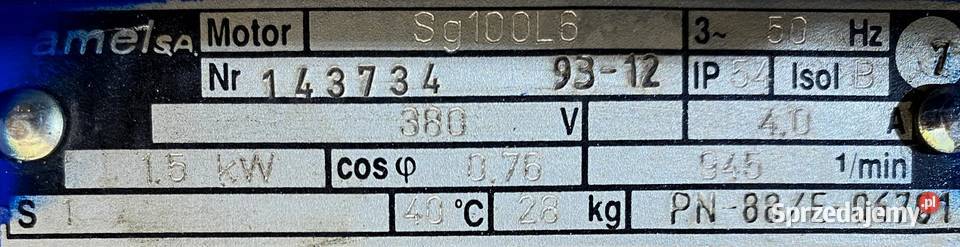 amel S.A. Motor Sg100L6 3~ 50 Hz 7
Nr 143734 93-12 IP 54 Isol B
380 V 4.0 A
1.5 kW cos φ 0.76 945 1/min
S 1 40 °C 28 kg PN-88/E-06701
Sprzedajemy.pl